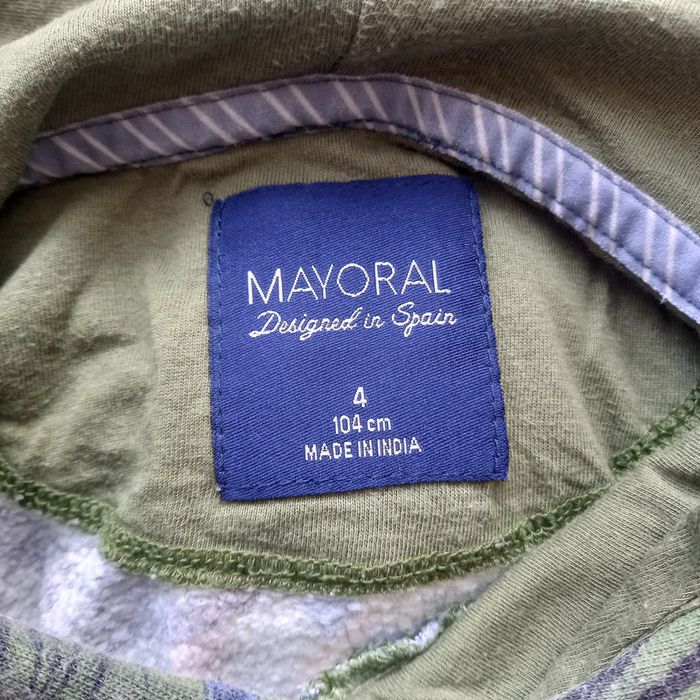 MAYORAL
Designed in Spain
4
104 cm
MADE IN INDIA